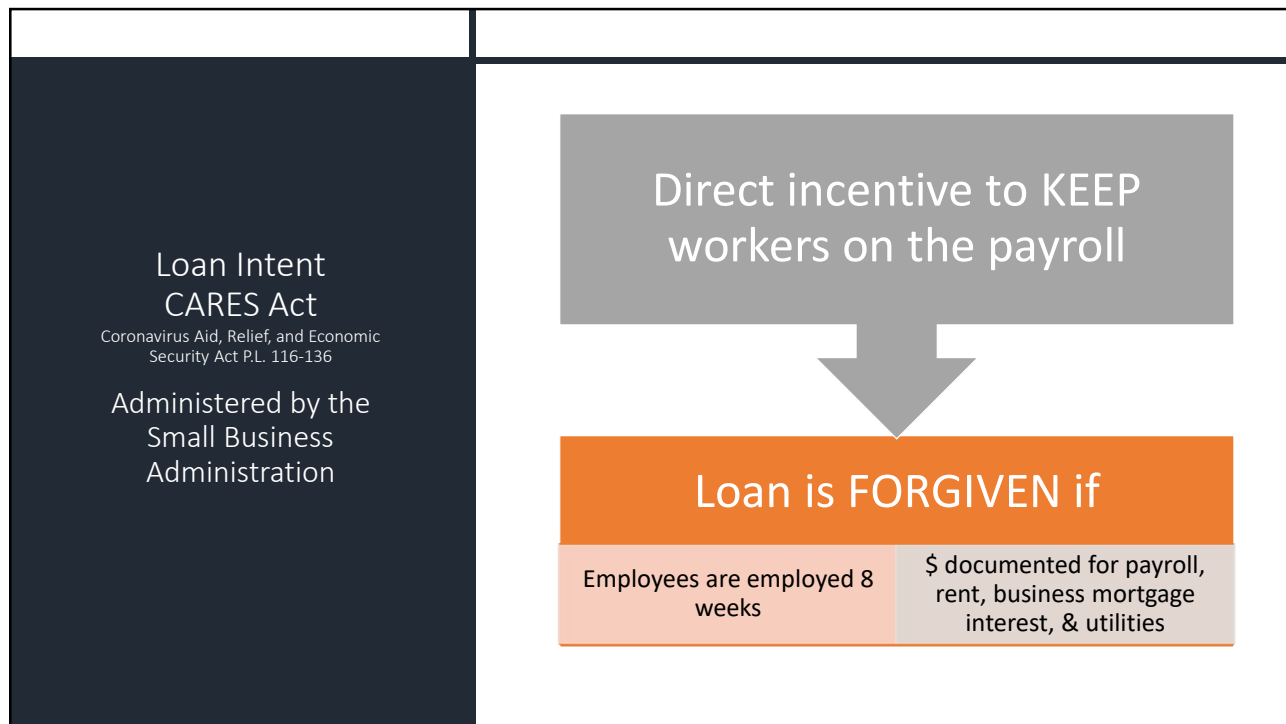 Loan Intent
CARES Act
Coronavirus Aid, Relief, and Economic
Security Act P.L. 116-136
Administered by the
Small Business
Administration
Direct incentive to KEEP
workers on the payroll
Loan is FORGIVEN if
Employees are employed 8
weeks
$ documented for payroll,
rent, business mortgage
interest, & utilities